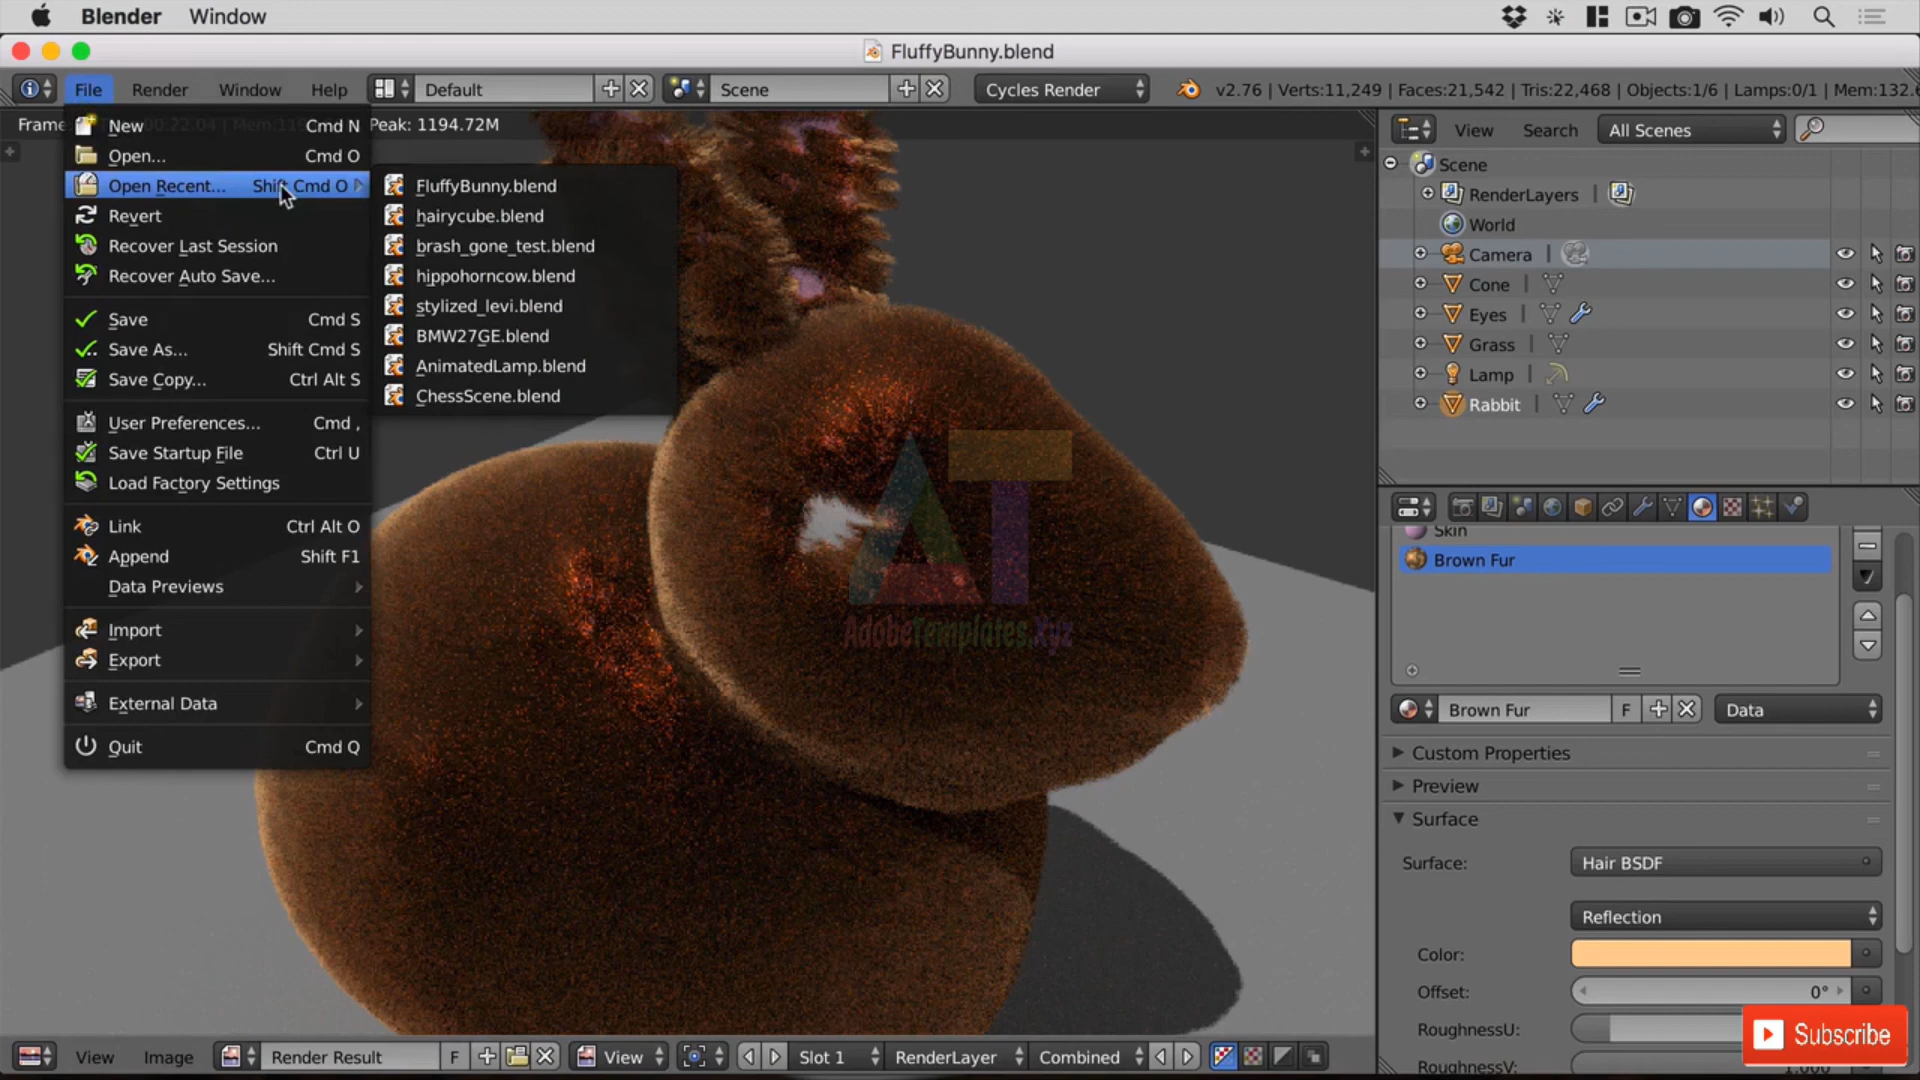 Blender Window
FluffyBunny.blend
File Render Window Help Default Scene Cycles Render v2.76 | Verts:11,249 | Faces:21,542 | Tris:22,468 | Objects:1/6 | Lamps:0/1 | Mem:132.
Frame Peak: 1194.72M
New Cmd N
Open... Cmd O
Open Recent... Shift Cmd O
Revert
Recover Last Session
Recover Auto Save...
Save Cmd S
Save As... Shift Cmd S
Save Copy... Ctrl Alt S
User Preferences... Cmd ,
Save Startup File Ctrl U
Load Factory Settings
Link Ctrl Alt O
Append Shift F1
Data Previews
Import
Export
External Data
Quit Cmd Q
FluffyBunny.blend
hairycube.blend
brash_gone_test.blend
hippohorncow.blend
stylized_levi.blend
BMW27GE.blend
AnimatedLamp.blend
ChessScene.blend
AT
AdobeTemplates.Xyz
View Search All Scenes
Scene
RenderLayers |
World
Camera |
Cone |
Eyes |
Grass |
Lamp |
Rabbit |
Skin
Brown Fur
Brown Fur F Data
Custom Properties
Preview
Surface
Surface: Hair BSDF
Reflection
Color:
Offset: 0°
RoughnessU:
RoughnessV: 1.000
Subscribe
View Image Render Result F View Slot 1 RenderLayer Combined